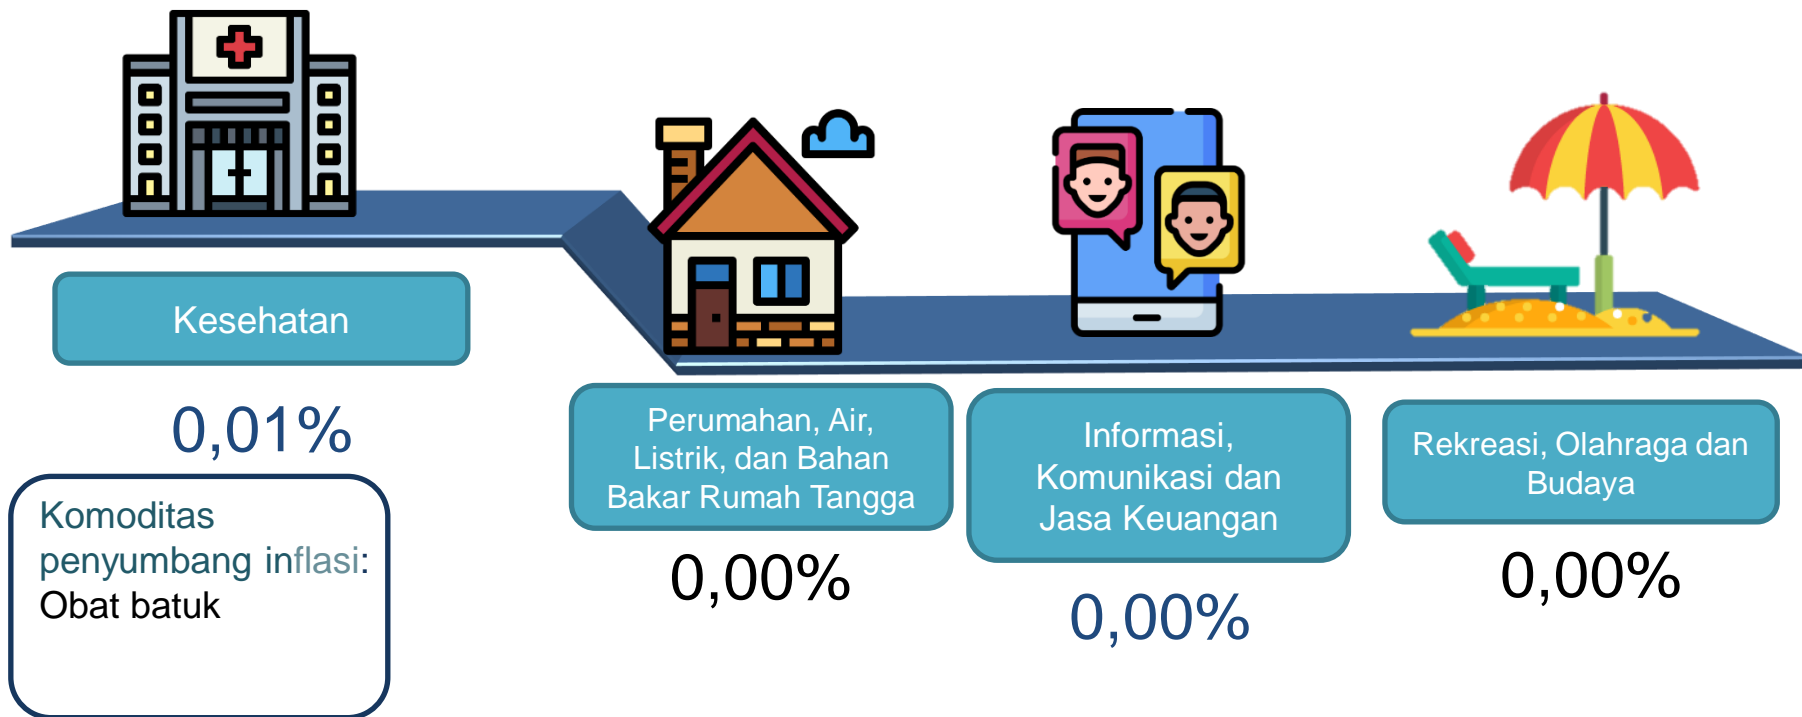 Kesehatan
0,01%
Komoditas
penyumbang inflasi:
Obat batuk
Perumahan, Air,
Listrik, dan Bahan
Bakar Rumah Tangga
0,00%
Informasi,
Komunikasi dan
Jasa Keuangan
0,00%
Rekreasi, Olahraga dan
Budaya
0,00%